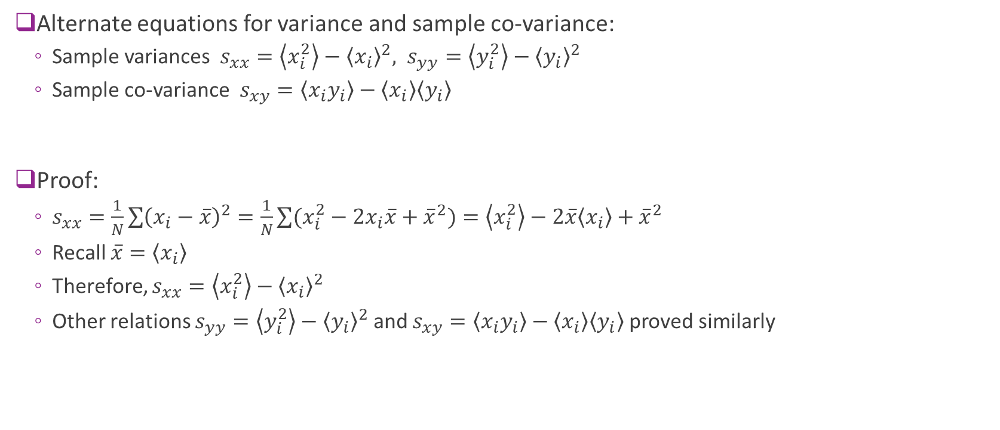 ❑Alternate equations for variance and sample co-variance:
◦ Sample variances $s_{xx} = \langle x_i^2 \rangle - \langle x_i \rangle^2$, $s_{yy} = \langle y_i^2 \rangle - \langle y_i \rangle^2$
◦ Sample co-variance $s_{xy} = \langle x_i y_i \rangle - \langle x_i \rangle \langle y_i \rangle$
❑Proof:
◦ $s_{xx} = \frac{1}{N} \sum (x_i - \bar{x})^2 = \frac{1}{N} \sum (x_i^2 - 2x_i\bar{x} + \bar{x}^2) = \langle x_i^2 \rangle - 2\bar{x} \langle x_i \rangle + \bar{x}^2$
◦ Recall $\bar{x} = \langle x_i \rangle$
◦ Therefore, $s_{xx} = \langle x_i^2 \rangle - \langle x_i \rangle^2$
◦ Other relations $s_{yy} = \langle y_i^2 \rangle - \langle y_i \rangle^2$ and $s_{xy} = \langle x_i y_i \rangle - \langle x_i \rangle \langle y_i \rangle$ proved similarly